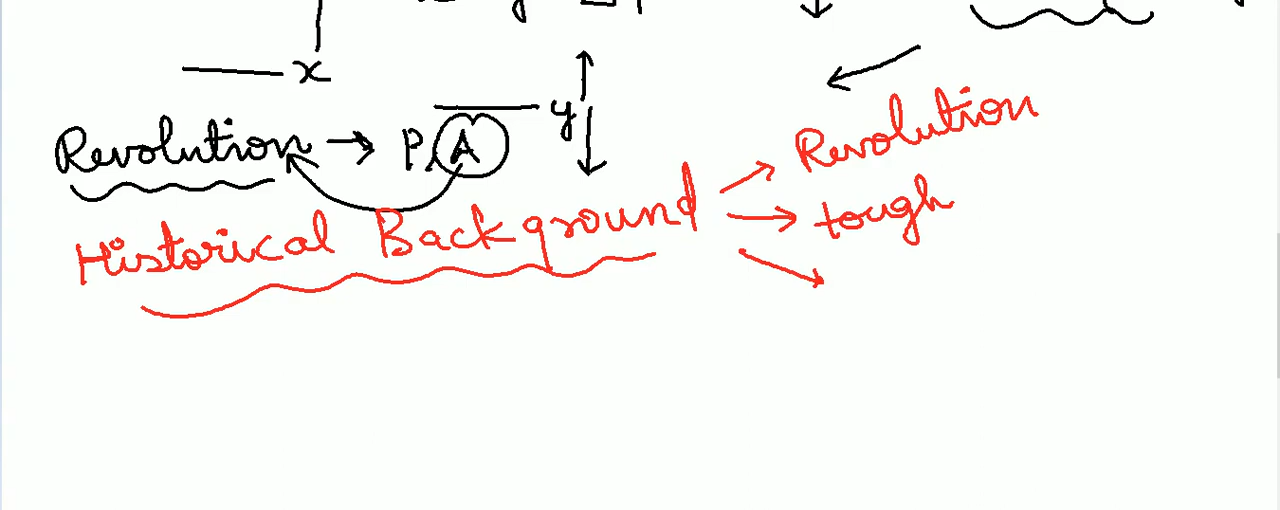 x
y
Revolution → P, A
Revolution
Historical Background
tough